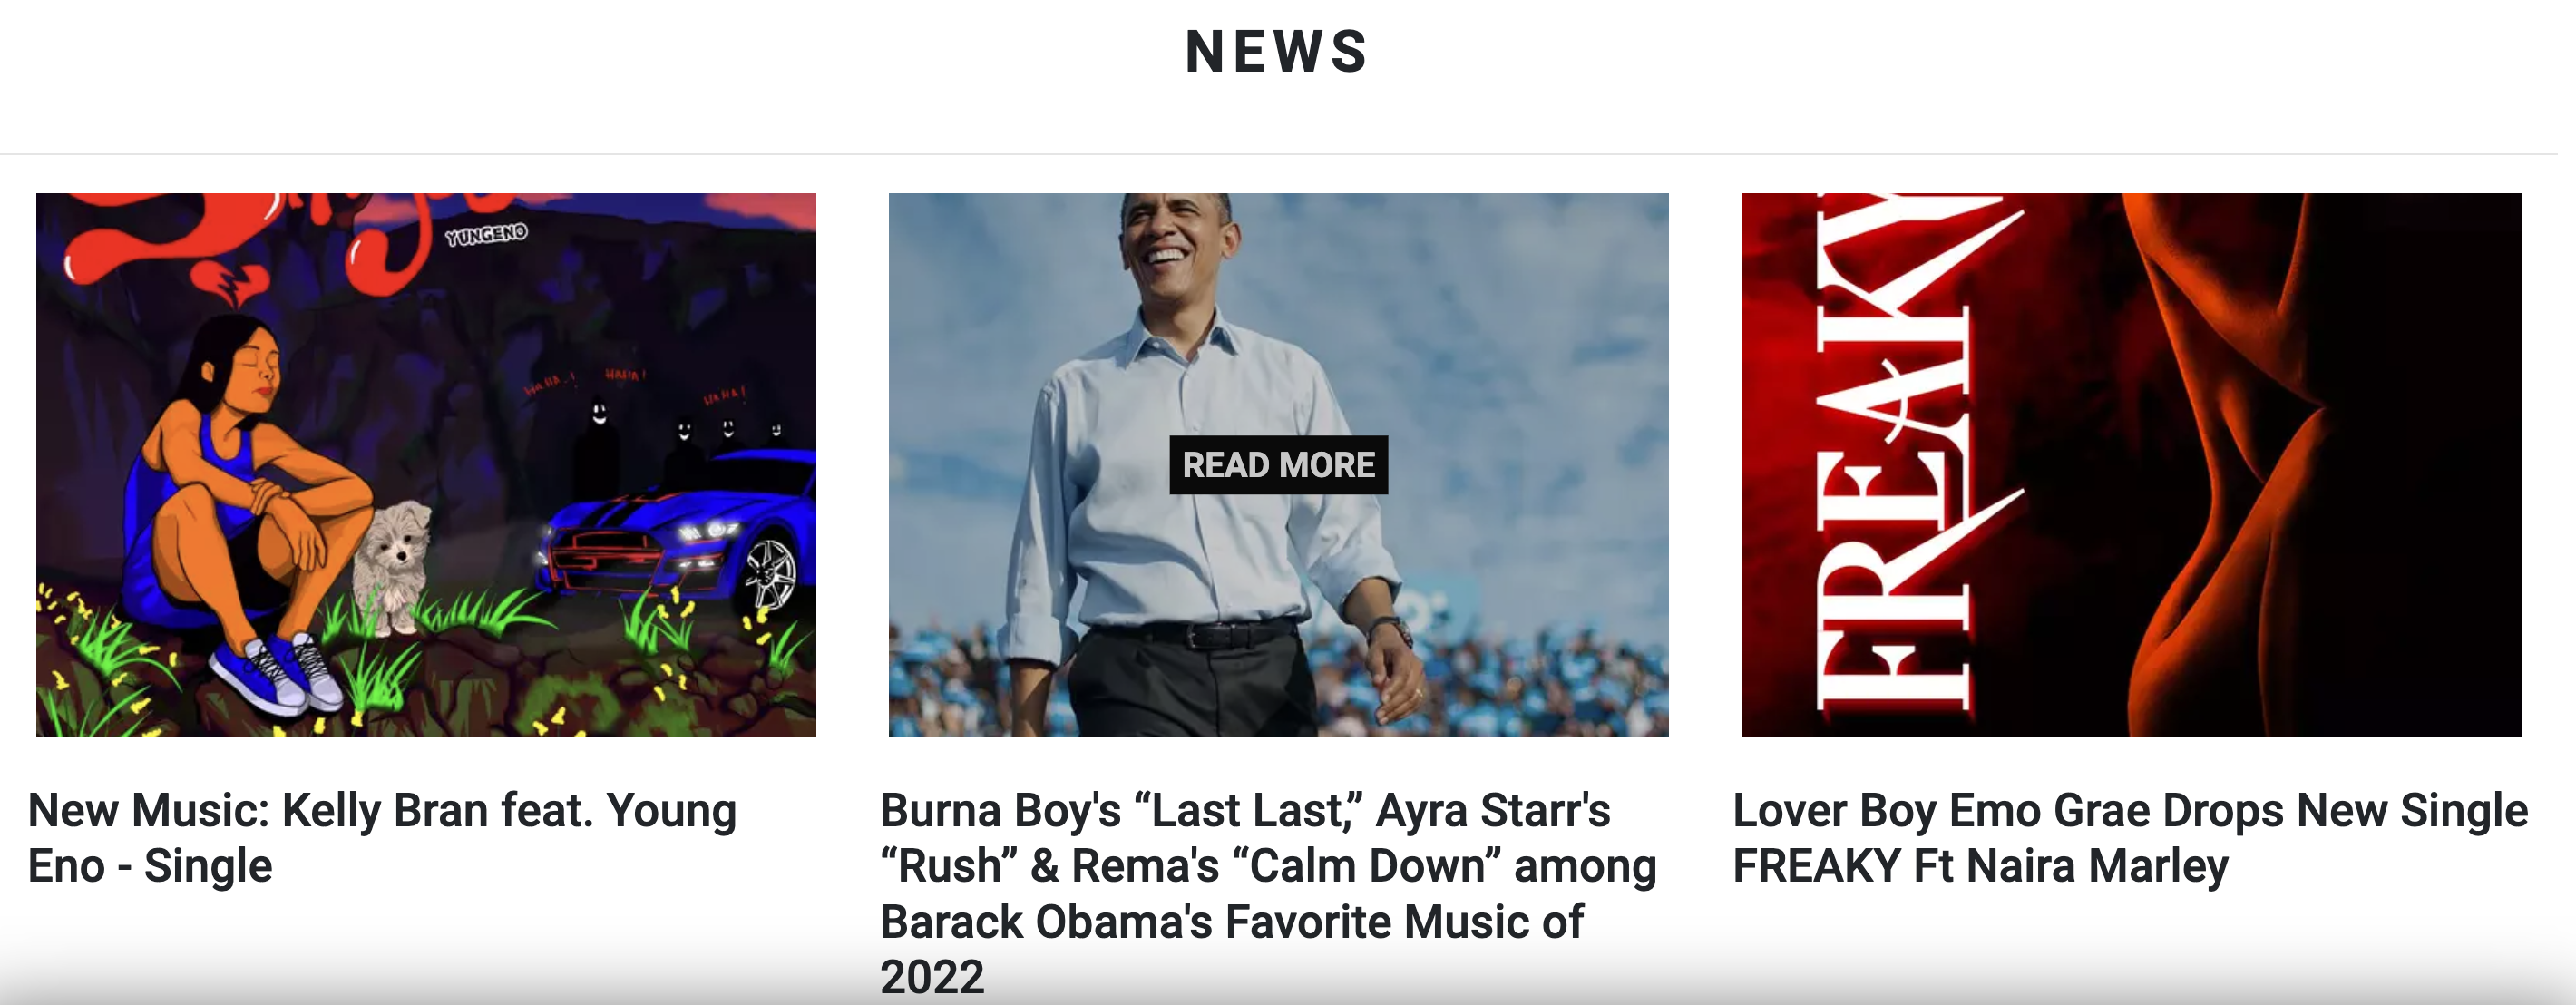 NEWS
YUNGENO
HAHA..!
HAHA!
HAHA!
READ MORE
FREAKY
New Music: Kelly Bran feat. Young
Eno - Single
Burna Boy's “Last Last,” Ayra Starr's
“Rush” & Rema's “Calm Down” among
Barack Obama's Favorite Music of
2022
Lover Boy Emo Grae Drops New Single
FREAKY Ft Naira Marley